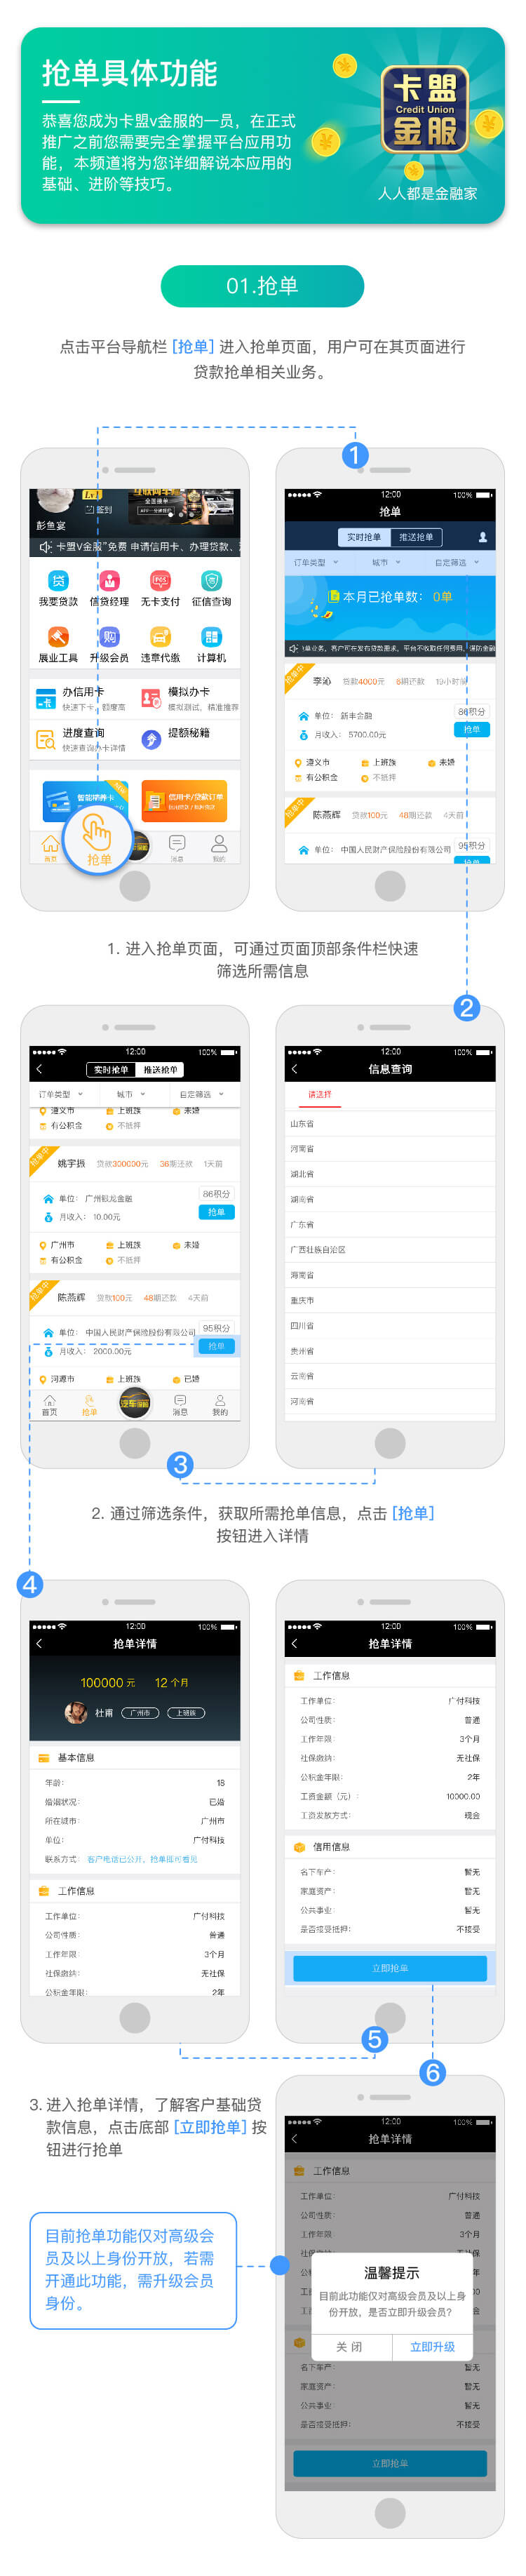 抢单具体功能
恭喜您成为卡盟v金服的一员，在正式
推广之前您需要完全掌握平台应用功
能，本频道将为您详细解说本应用的
基础、进阶等技巧。
卡盟
Credit Union
金服
人人都是金融家
01.抢单
点击平台导航栏 [抢单] 进入抢单页面，用户可在其页面进行
贷款抢单相关业务。
1
彭鱼宴
签到
卡盟V金服"免费 申请信用卡、办理贷款、
我要贷款 信贷经理 无卡支付 征信查询
展业工具 升级会员 违章代缴 计算机
办信用卡
快速下卡，额度高
模拟办卡
模拟测试，精准推荐
进度查询
快速查询办卡详情
提额秘籍
智能养卡
信用卡/贷款订单
首页 抢单 消息 我的
12:00 100%
抢单
实时抢单 推送抢单
订单类型 城市 自定筛选
本月已抢单数： 0单
抢单中
李沁 贷款4000元 6期还款 19小时前
单位： 新丰金融
86积分
月收入： 5700.00元
抢单
遵义市 上班族 未婚
有公积金 不抵押
抢单中
陈燕辉 贷款100元 48期还款 4天前
单位： 中国人民财产保险股份有限公司
95积分
抢单
1. 进入抢单页面，可通过页面顶部条件栏快速
筛选所需信息
2
12:00 100%
实时抢单 推送抢单
订单类型 城市 自定筛选
遵义市 上班族 未婚
有公积金 不抵押
抢单中
姚宇振 贷款300000元 36期还款 1天前
86积分
单位： 广州毅龙金融
抢单
月收入： 10.00元
广州市 上班族 未婚
有公积金 不抵押
抢单中
陈燕辉 贷款100元 48期还款 4天前
95积分
单位： 中国人民财产保险股份有限公司
抢单
月收入： 2000.00元
河源市 上班族 已婚
首页 抢单 消息 我的
12:00 100%
信息查询
请选择
山东省
河南省
湖北省
湖南省
广东省
广西壮族自治区
海南省
重庆市
四川省
贵州省
云南省
河南省
3
2. 通过筛选条件，获取所需抢单信息，点击 [抢单]
按钮进入详情
4
12:00 100%
抢单详情
100000 元 12 个月
杜甫 广州市 上班族
基本信息
年龄： 18
婚姻状况： 已婚
所在城市： 广州市
单位： 广付科技
联系方式： 客户电话已公开，抢单即可看见
工作信息
工作单位： 广付科技
公司性质： 普通
工作年限： 3个月
社保缴纳： 无社保
公积金年限： 2年
12:00 100%
抢单详情
工作信息
工作单位： 广付科技
公司性质： 普通
工作年限： 3个月
社保缴纳： 无社保
公积金年限： 2年
工资金额（元）： 10000.00
工资发放方式： 现金
信用信息
名下车产： 暂无
家庭资产： 暂无
公共事业： 暂无
是否接受抵押： 不接受
立即抢单
5
6
3. 进入抢单详情，了解客户基础贷
款信息，点击底部 [立即抢单] 按
钮进行抢单
目前抢单功能仅对高级会
员及以上身份开放，若需
开通此功能，需升级会员
身份。
12:00 100%
抢单详情
工作信息
工作单位： 广付科技
公司性质： 普通
工作年限： 3个月
温馨提示
目前此功能仅对高级会员及以上身
份开放，是否立即升级会员？
关 闭 立即升级
名下车产： 暂无
家庭资产： 暂无
公共事业： 暂无
是否接受抵押： 不接受
立即抢单